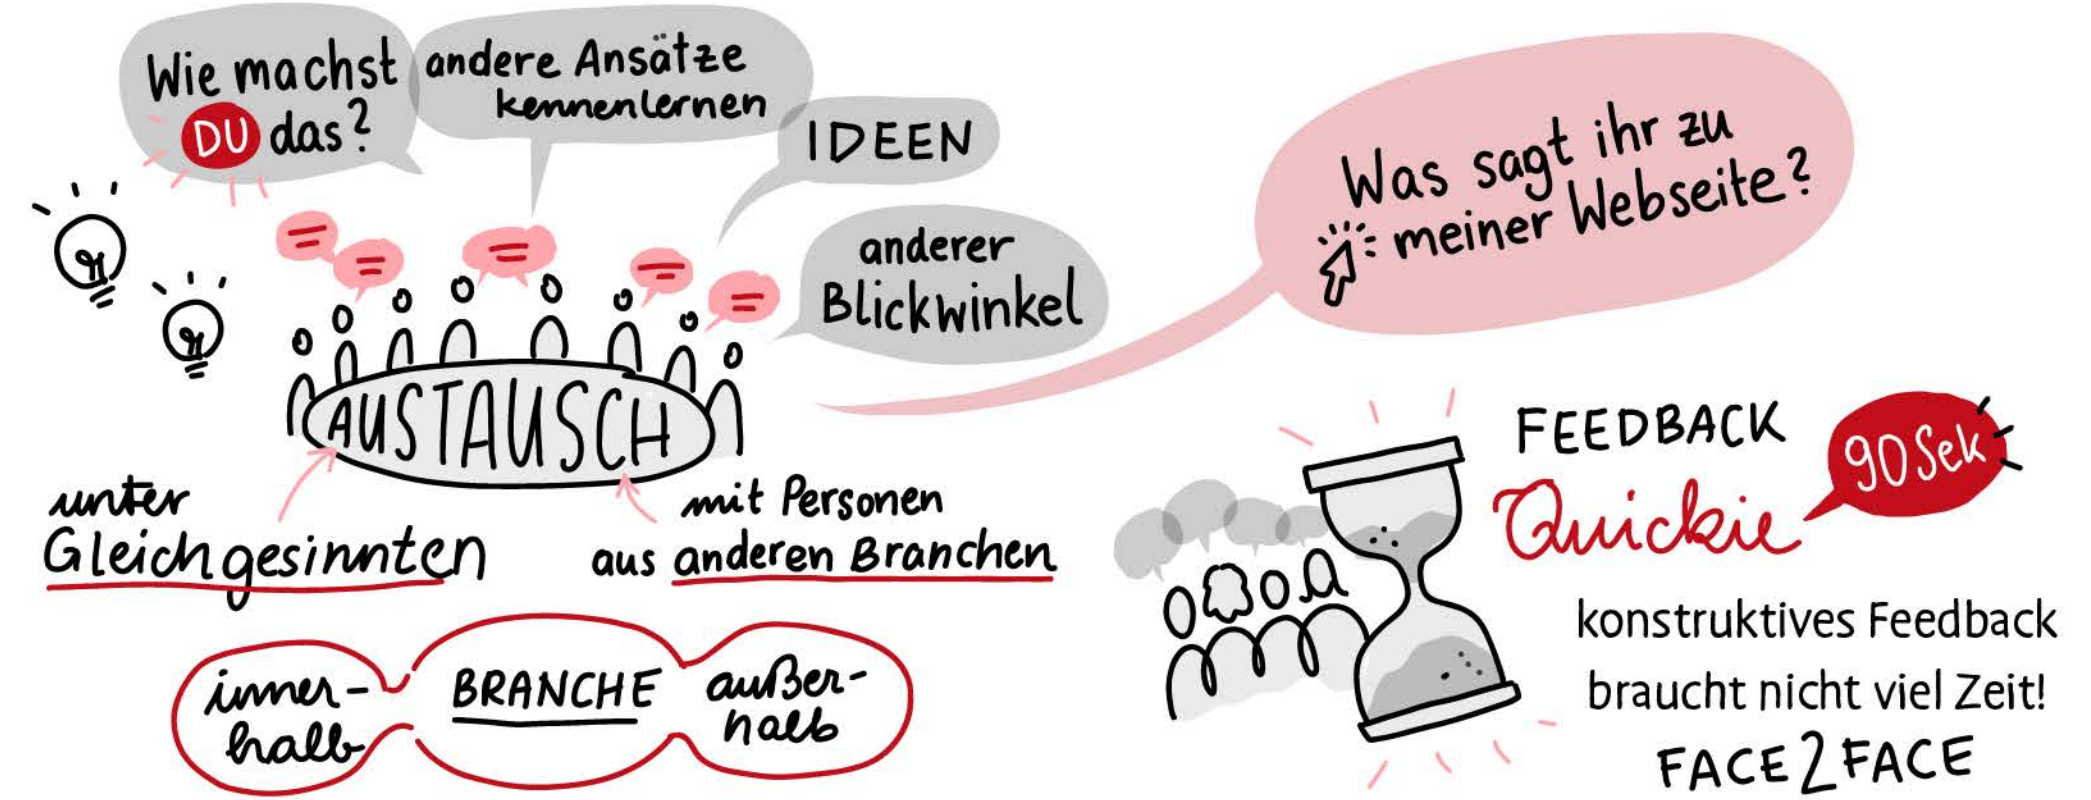 Wie machst
DU das?
andere Ansätze
kennenlernen
IDEEN
anderer
Blickwinkel
AUSTAUSCH
unter
Gleichgesinnten
mit Personen
aus anderen Branchen
inner-
halb
BRANCHE
außer-
halb
Was sagt ihr zu
meiner Webseite?
FEEDBACK
Quickie
90 Sek
konstruktives Feedback
braucht nicht viel Zeit!
FACE2FACE